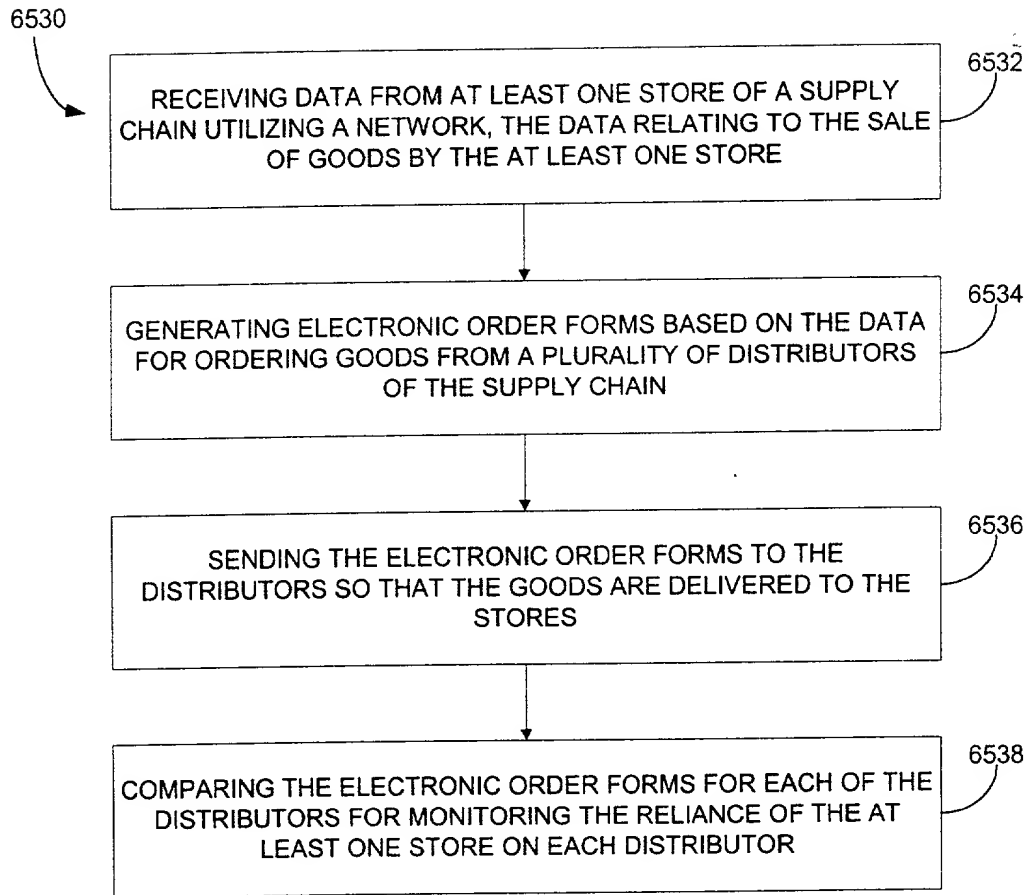 6530
6532
RECEIVING DATA FROM AT LEAST ONE STORE OF A SUPPLY
CHAIN UTILIZING A NETWORK, THE DATA RELATING TO THE SALE
OF GOODS BY THE AT LEAST ONE STORE
6534
GENERATING ELECTRONIC ORDER FORMS BASED ON THE DATA
FOR ORDERING GOODS FROM A PLURALITY OF DISTRIBUTORS
OF THE SUPPLY CHAIN
6536
SENDING THE ELECTRONIC ORDER FORMS TO THE
DISTRIBUTORS SO THAT THE GOODS ARE DELIVERED TO THE
STORES
6538
COMPARING THE ELECTRONIC ORDER FORMS FOR EACH OF THE
DISTRIBUTORS FOR MONITORING THE RELIANCE OF THE AT
LEAST ONE STORE ON EACH DISTRIBUTOR